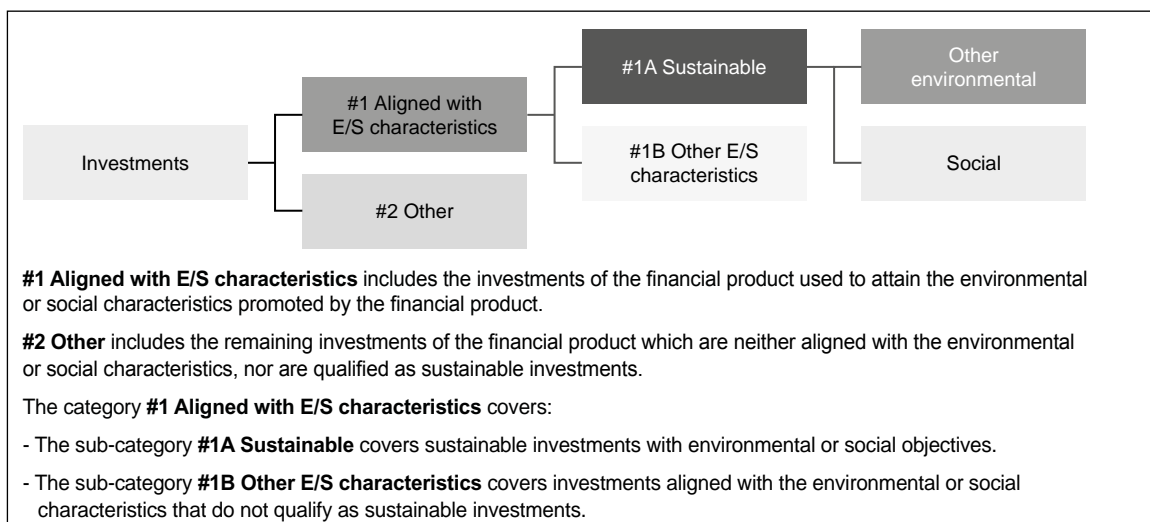 #1A Sustainable
Other
environmental
#1 Aligned with
E/S characteristics
Investments
#1B Other E/S
characteristics
Social
#2 Other
#1 Aligned with E/S characteristics includes the investments of the financial product used to attain the environmental
or social characteristics promoted by the financial product.
#2 Other includes the remaining investments of the financial product which are neither aligned with the environmental
or social characteristics, nor are qualified as sustainable investments.
The category #1 Aligned with E/S characteristics covers:
- The sub-category #1A Sustainable covers sustainable investments with environmental or social objectives.
- The sub-category #1B Other E/S characteristics covers investments aligned with the environmental or social
characteristics that do not qualify as sustainable investments.